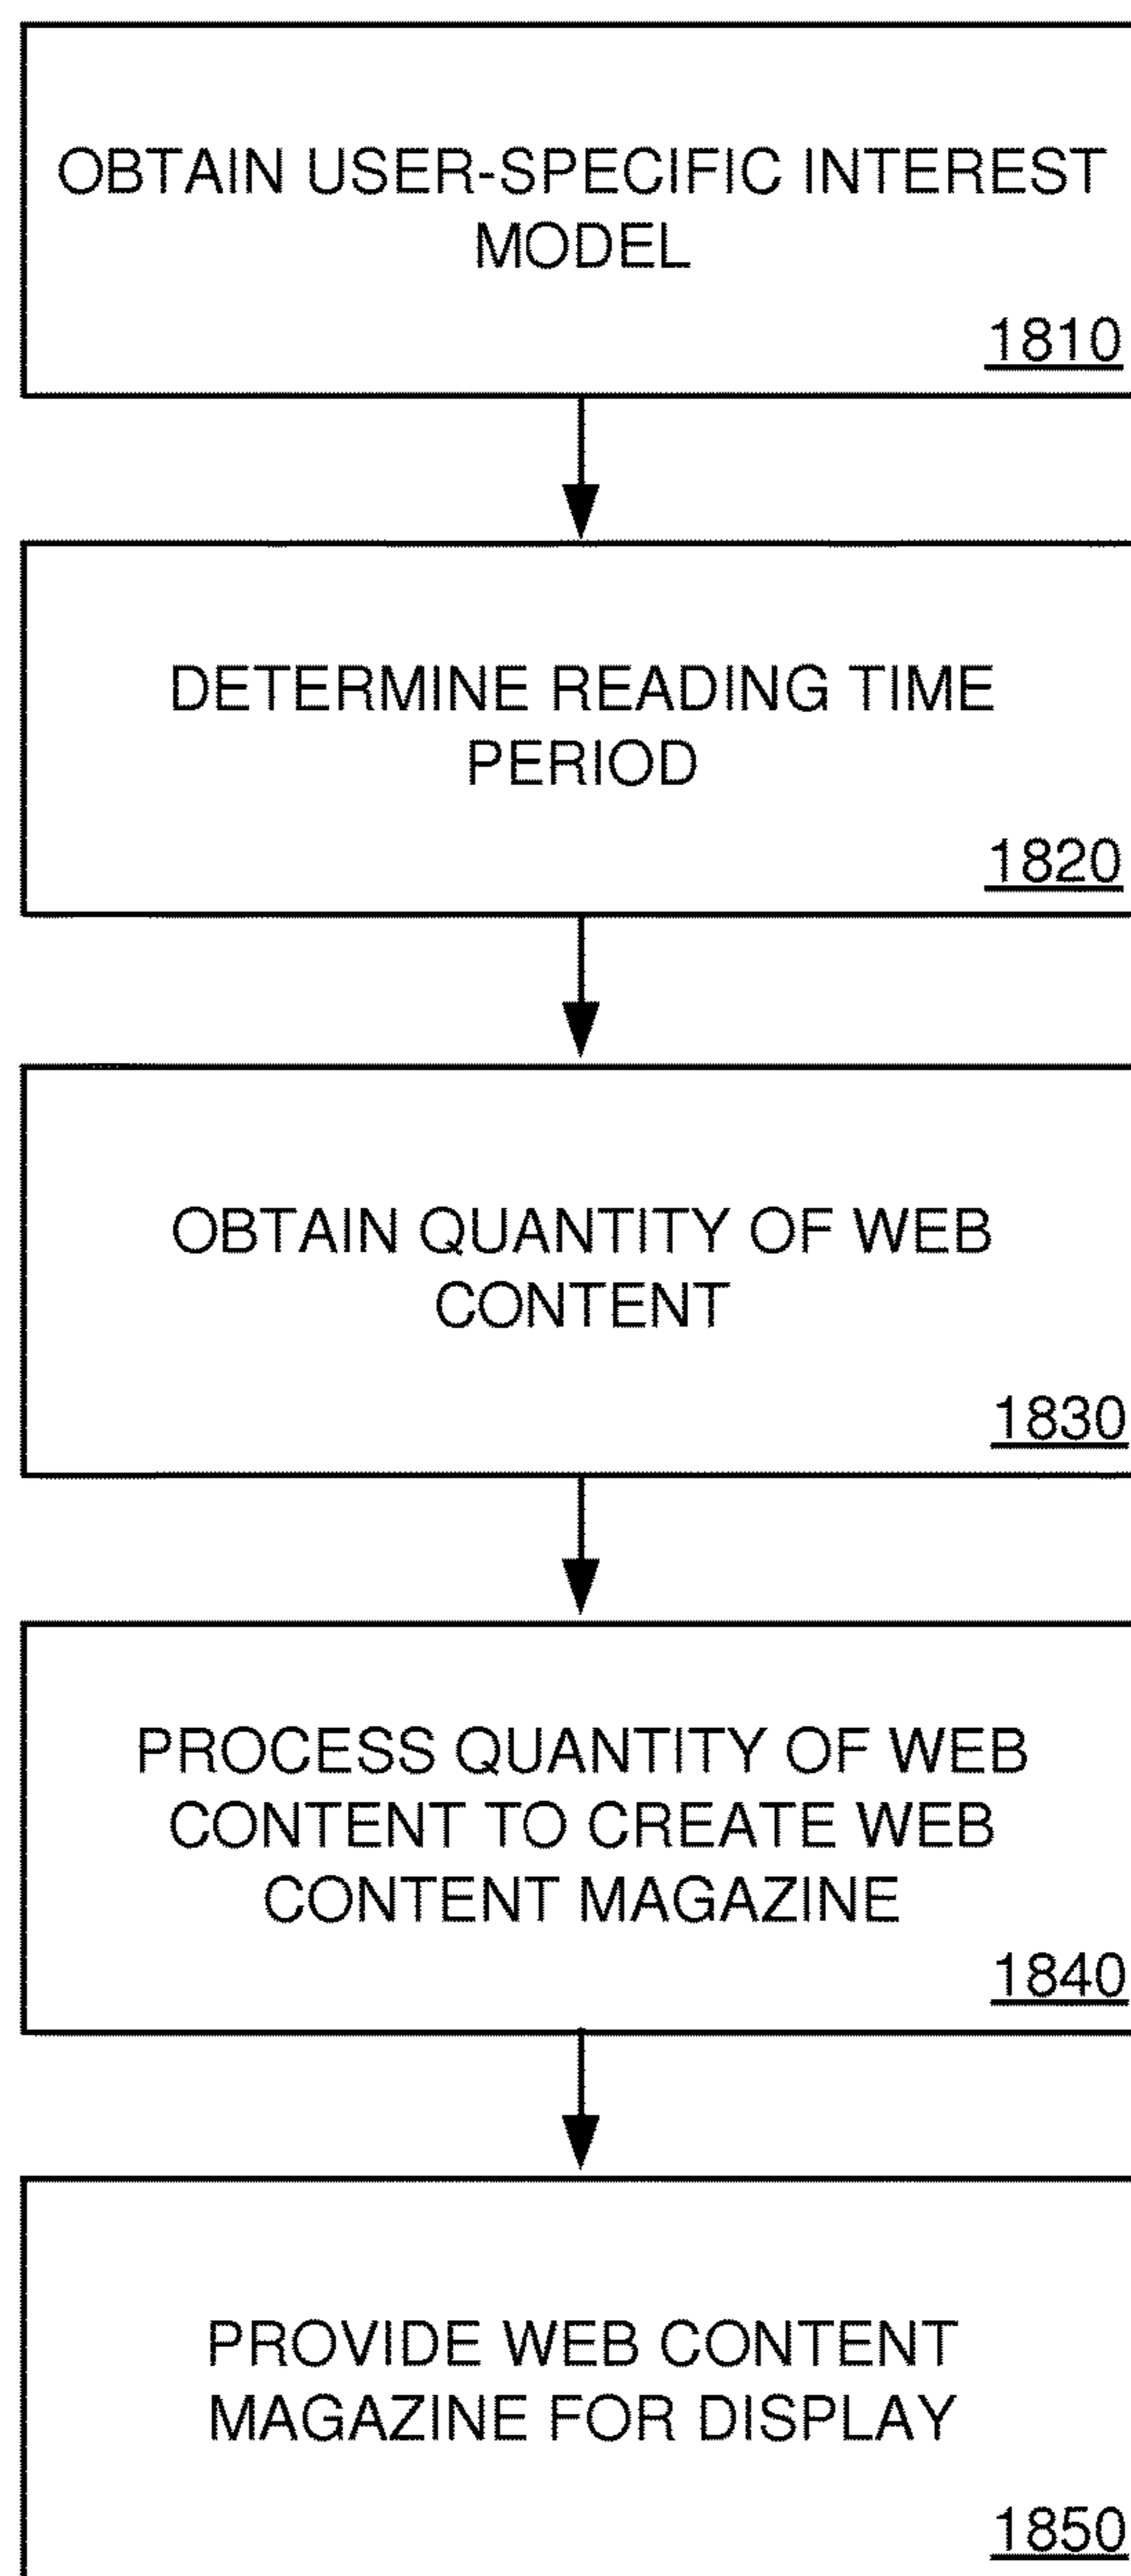 OBTAIN USER-SPECIFIC INTEREST
MODEL
1810
DETERMINE READING TIME
PERIOD
1820
OBTAIN QUANTITY OF WEB
CONTENT
1830
PROCESS QUANTITY OF WEB
CONTENT TO CREATE WEB
CONTENT MAGAZINE
1840
PROVIDE WEB CONTENT
MAGAZINE FOR DISPLAY
1850